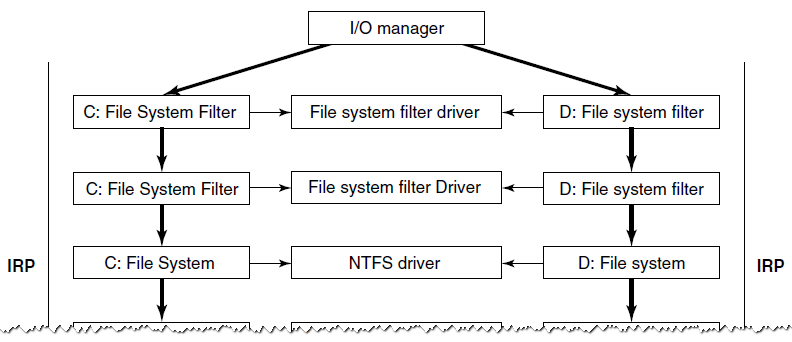 I/O manager
C: File System Filter
File system filter driver
D: File system filter
C: File System Filter
File system filter Driver
D: File system filter
IRP
C: File System
NTFS driver
D: File system
IRP